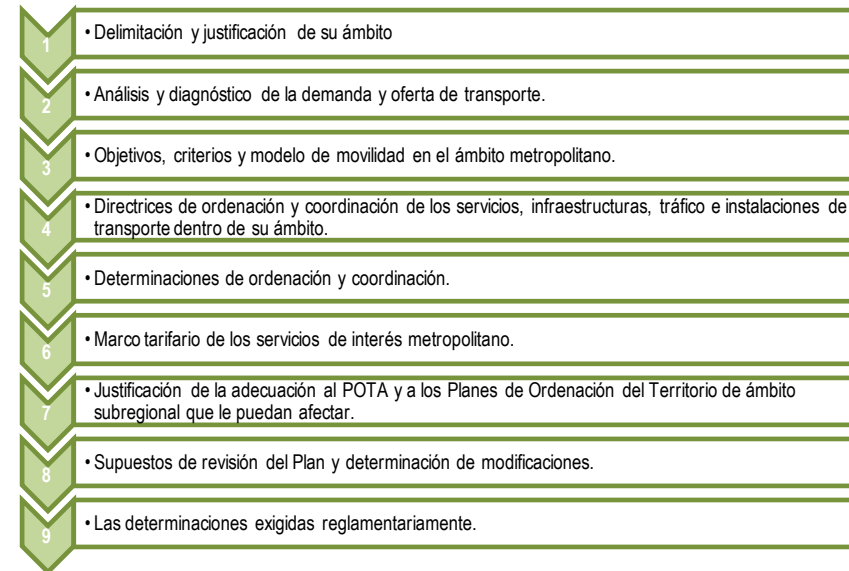 1
• Delimitación y justificación de su ámbito
2
• Análisis y diagnóstico de la demanda y oferta de transporte.
3
• Objetivos, criterios y modelo de movilidad en el ámbito metropolitano.
4
• Directrices de ordenación y coordinación de los servicios, infraestructuras, tráfico e instalaciones de
transporte dentro de su ámbito.
5
• Determinaciones de ordenación y coordinación.
6
• Marco tarifario de los servicios de interés metropolitano.
7
• Justificación de la adecuación al POTA y a los Planes de Ordenación del Territorio de ámbito
subregional que le puedan afectar.
8
• Supuestos de revisión del Plan y determinación de modificaciones.
9
• Las determinaciones exigidas reglamentariamente.